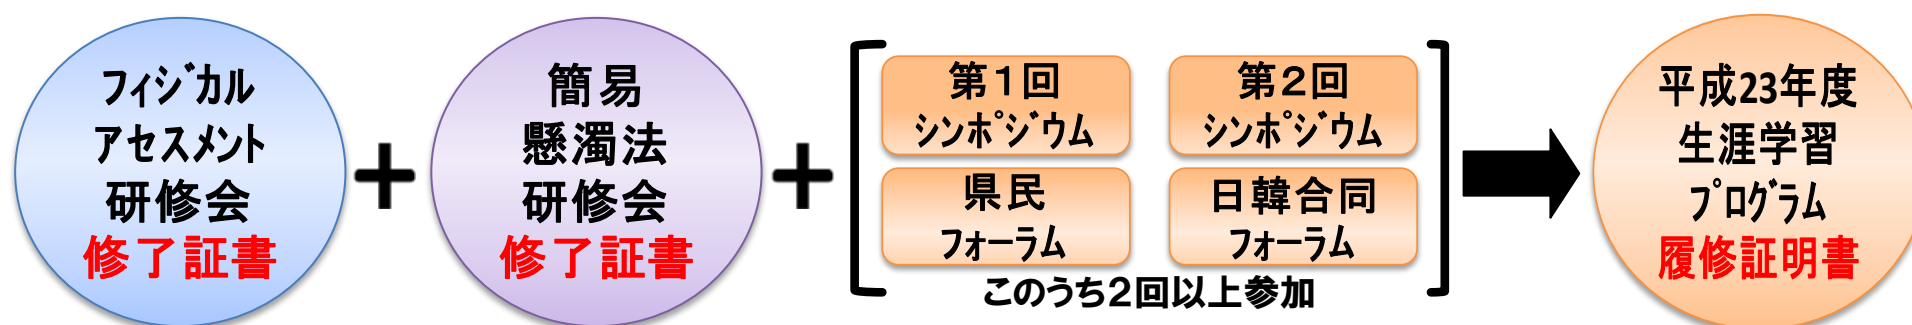 フィジカル
アセスメント
研修会
修了証書
+
簡易
懸濁法
研修会
修了証書
+
第1回
シンポジウム
第2回
シンポジウム
県民
フォーラム
日韓合同
フォーラム
このうち2回以上参加
平成23年度
生涯学習
プログラム
履修証明書